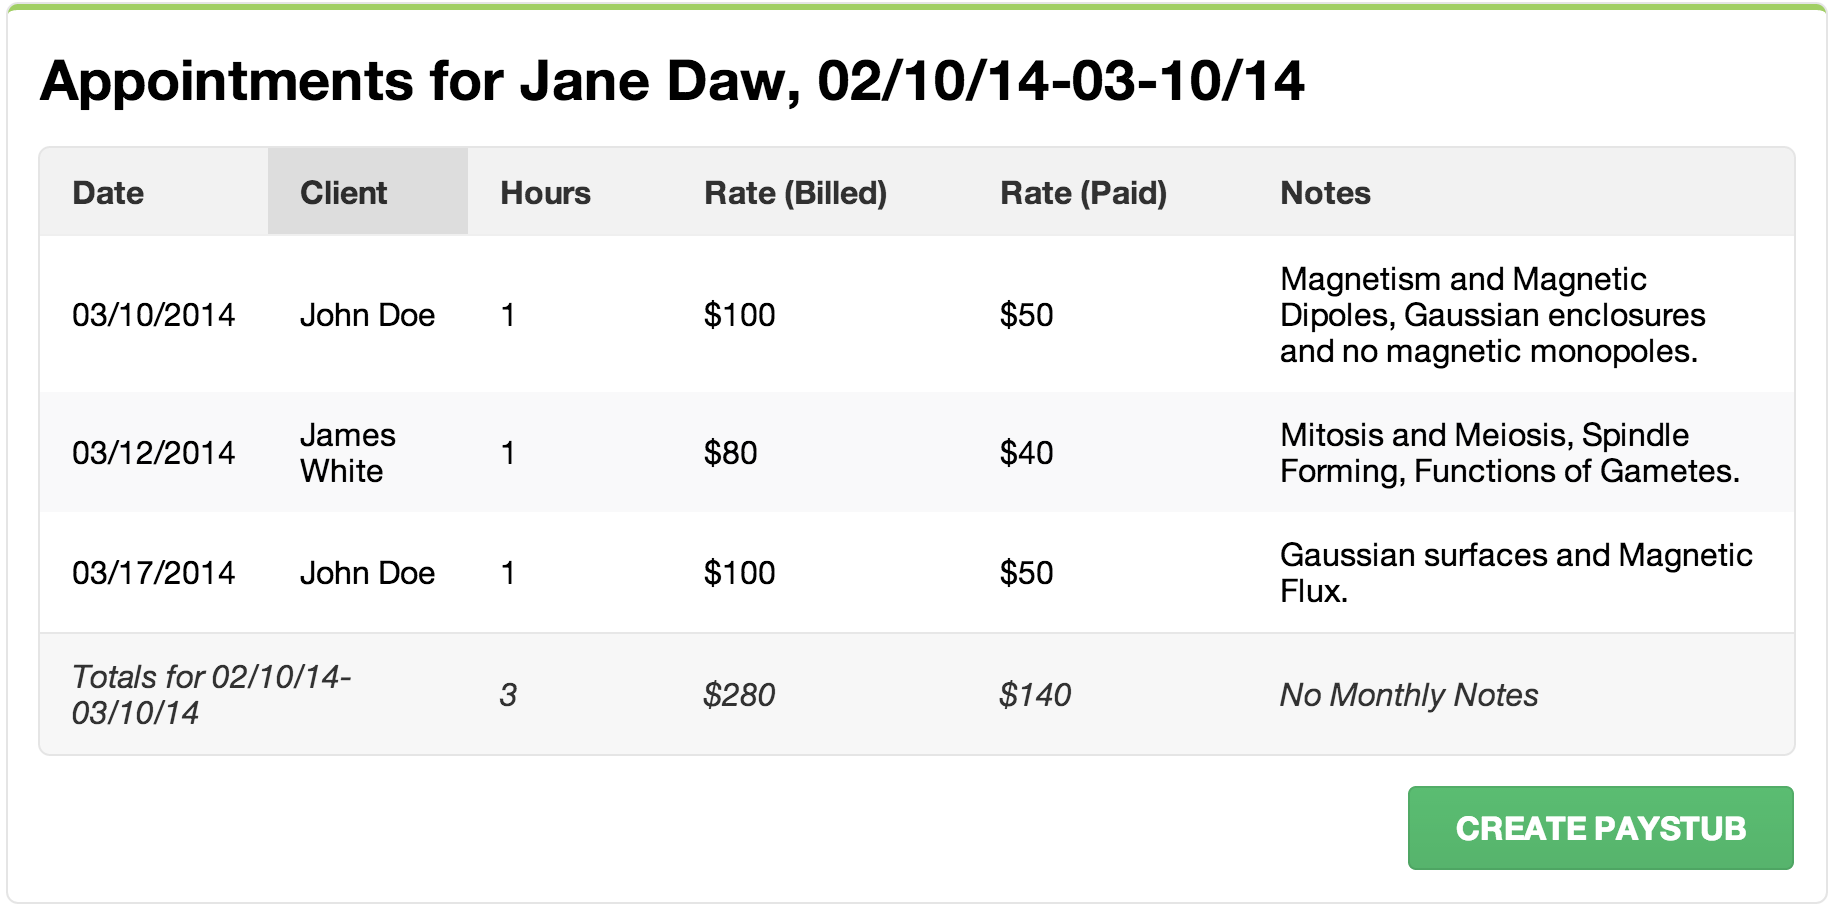 Appointments for Jane Daw, 02/10/14-03-10/14
Date Client Hours Rate (Billed) Rate (Paid) Notes
03/10/2014 John Doe 1 $100 $50 Magnetism and Magnetic
Dipoles, Gaussian enclosures
and no magnetic monopoles.
03/12/2014 James
White 1 $80 $40 Mitosis and Meiosis, Spindle
Forming, Functions of Gametes.
03/17/2014 John Doe 1 $100 $50 Gaussian surfaces and Magnetic
Flux.
Totals for 02/10/14-
03/10/14 3 $280 $140 No Monthly Notes
CREATE PAYSTUB